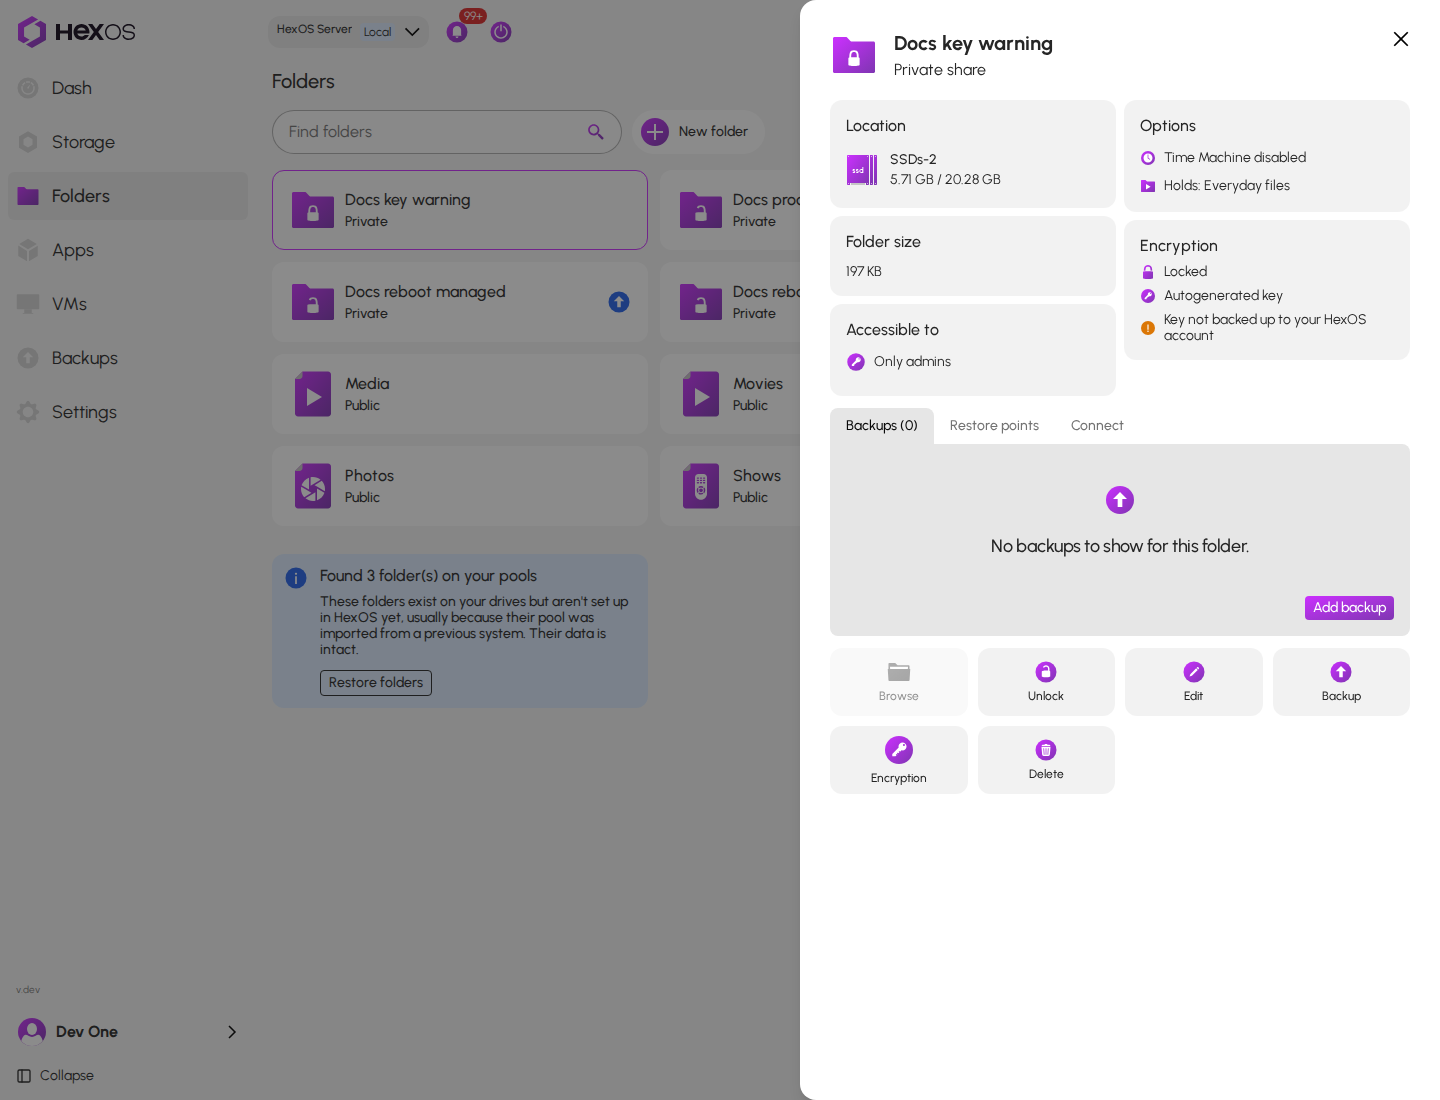 HexOS
HexOS Server
Local
99+
Dash
Storage
Folders
Apps
VMs
Backups
Settings
v.dev
Dev One
Collapse
Folders
Find folders
New folder
Docs key warning
Private
Docs reboot managed
Private
Private
Private
Media
Public
Movies
Public
Photos
Public
Shows
Public
Found 3 folder(s) on your pools
These folders exist on your drives but aren't set up
in HexOS yet, usually because their pool was
imported from a previous system. Their data is
intact.
Restore folders
Docs key warning
Private share
Location
ssd
SSDs-2
5.71 GB / 20.28 GB
Folder size
197 KB
Accessible to
Only admins
Options
Time Machine disabled
Holds: Everyday files
Encryption
Locked
Autogenerated key
Key not backed up to your HexOS
account
Backups (0)
Restore points
Connect
No backups to show for this folder.
Add backup
Browse
Unlock
Edit
Backup
Encryption
Delete